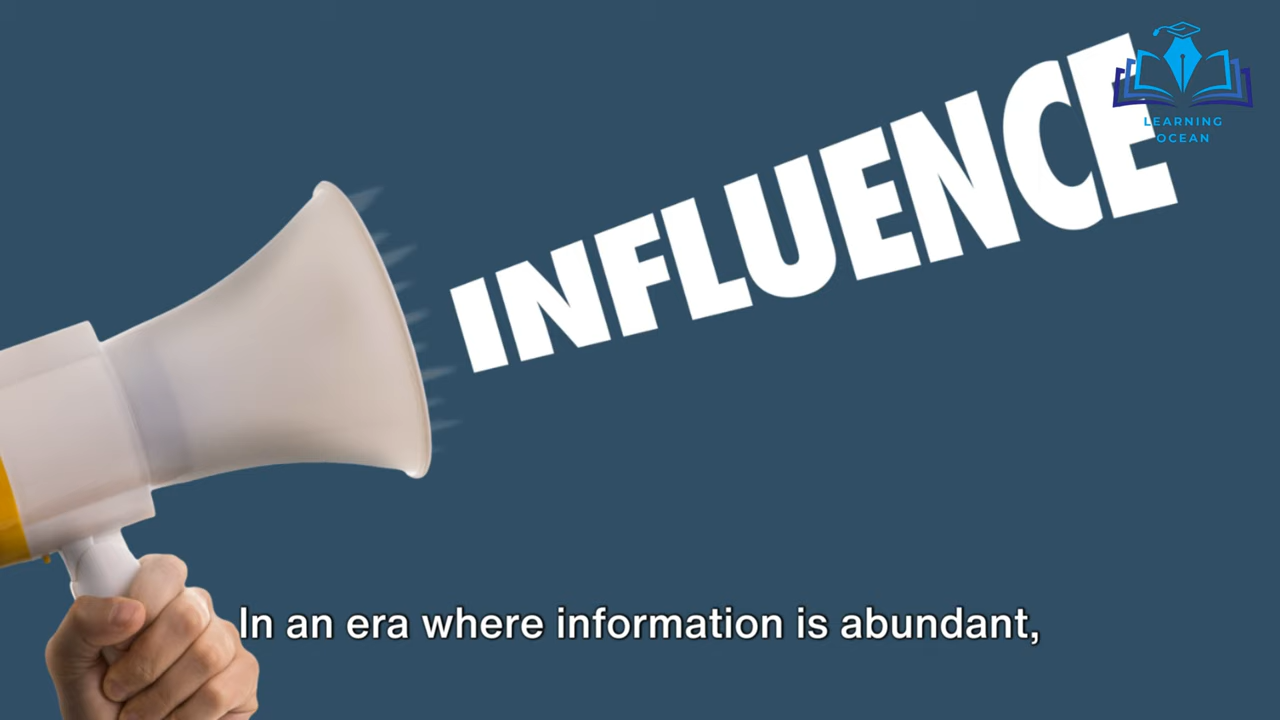 INFLUENCE
LEARNING
OCEAN
In an era where information is abundant,